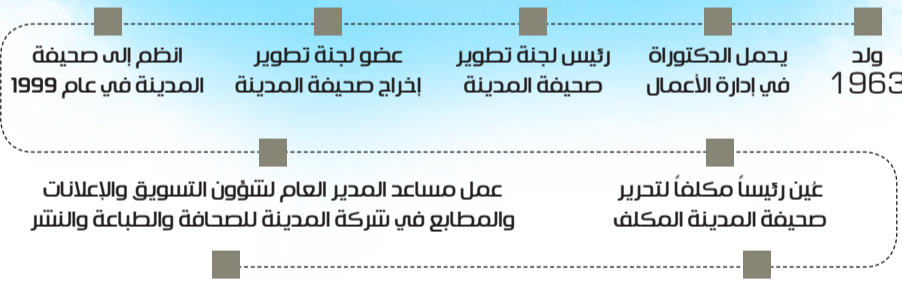 ولد
1963
يحمل الدكتوراة
في إدارة الأعمال
رئيس لجنة تطوير
صحيفة المدينة
عضو لجنة تطوير
إخراج صحيفة المدينة
انظم إلى صحيفة
المدينة في عام 1999
عمل مساعد المدير العام لشؤون التسويق والإعلانات
والمطابع في شركة المدينة للصحافة والطباعة والنشر
عُين رئيساً مكلفاً لتحرير
صحيفة المدينة المكلف